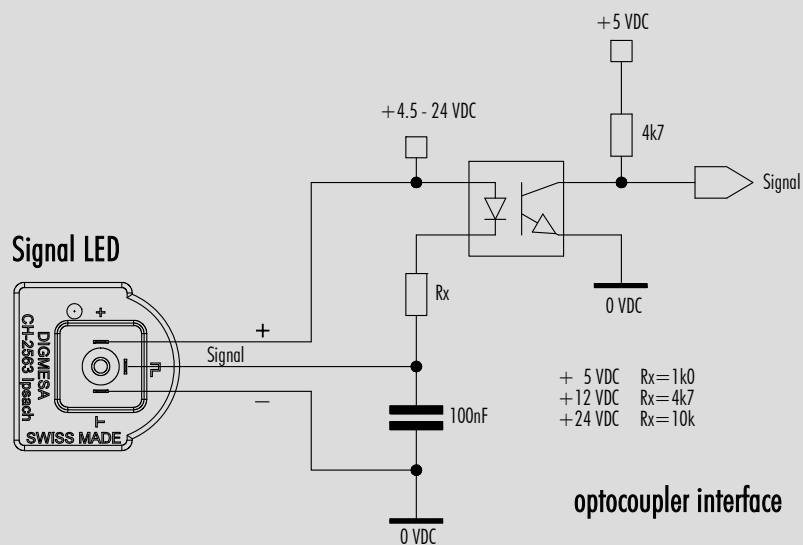 +5 VDC
+4.5 - 24 VDC
4k7
Signal
Signal LED
0 VDC
Rx
+
Signal
–
+
DIGMESA
CH-2563 Ipsach
SWISS MADE
100nF
+ 5 VDC Rx=1k0
+12 VDC Rx=4k7
+24 VDC Rx=10k
optocoupler interface
0 VDC